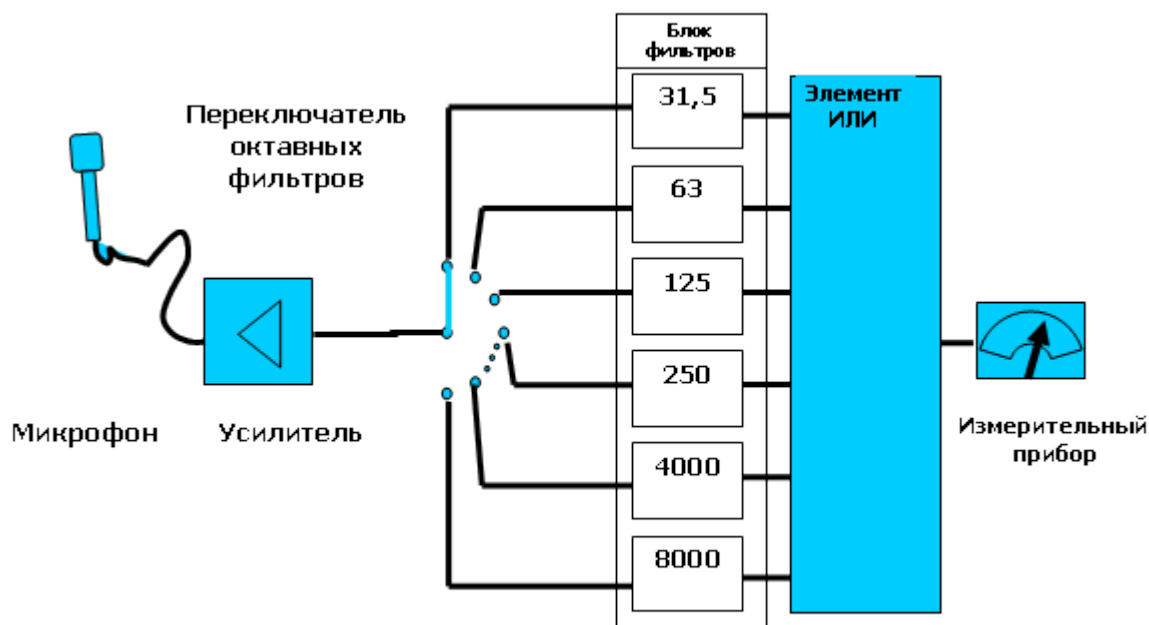 Блок
фильтров
Переключатель
октавных
фильтров
31,5
63
125
250
4000
8000
Элемент
ИЛИ
Микрофон
Усилитель
Измерительный
прибор